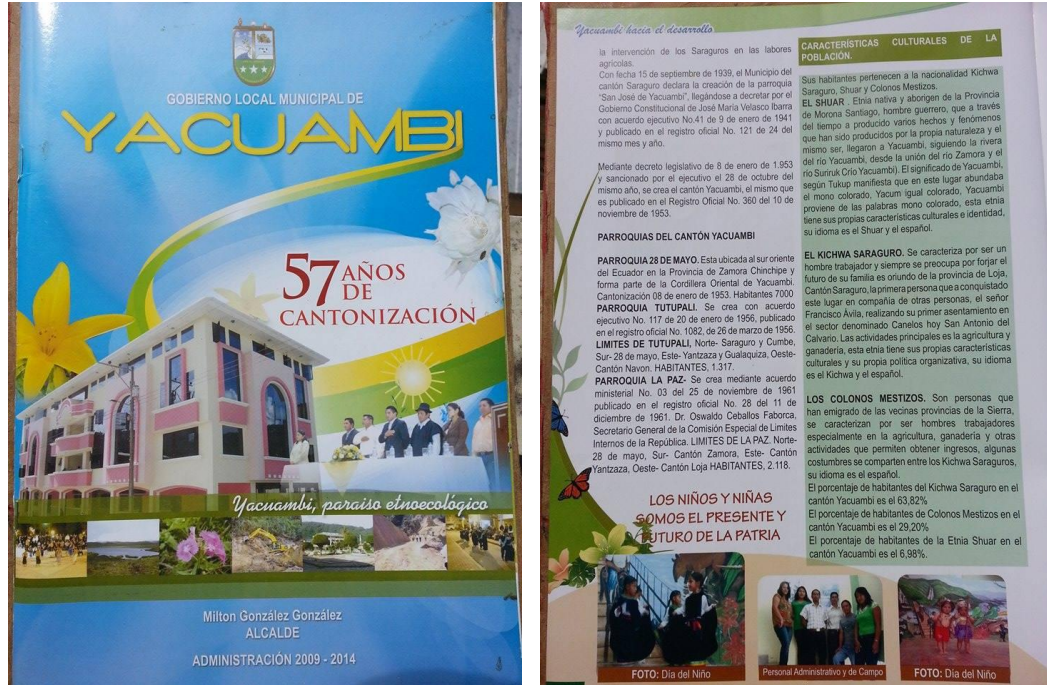 GOBIERNO LOCAL MUNICIPAL DE
YACUAMBI
57 AÑOS
DE
CANTONIZACIÓN
Yacuambi, paraiso etnoecológico
Milton González González
ALCALDE
ADMINISTRACIÓN 2009 - 2014
Yacuambi hacia el desarrollo
la intervención de los Saraguros en las labores
agrícolas.
Con fecha 15 de septiembre de 1939, el Municipio del
cantón Saraguro declara la creación de la parroquia
"San José de Yacuambi", llegándose a decretar por el
Gobierno Constitucional de José María Velasco Ibarra
con acuerdo ejecutivo No.41 de 9 de enero de 1941
y publicado en el registro oficial No. 121 de 24 del
mismo mes y año.
Mediante decreto legislativo de 8 de enero de 1.953
y sancionado por el ejecutivo el 28 de octubre del
mismo año, se crea el cantón Yacuambi, el mismo que
es publicado en el Registro Oficial No. 360 del 10 de
noviembre de 1953.
PARROQUIAS DEL CANTÓN YACUAMBI
PARROQUIA 28 DE MAYO. Esta ubicada al sur oriente
del Ecuador en la Provincia de Zamora Chinchipe y
forma parte de la Cordillera Oriental de Yacuambi.
Cantonización 08 de enero de 1953. Habitantes 7000
PARROQUIA TUTUPALI. Se crea con acuerdo
ejecutivo No. 117 de 20 de enero de 1956, publicado
en el registro oficial No. 1082, de 26 de marzo de 1956.
LIMITES DE TUTUPALI, Norte- Saraguro y Cumbe,
Sur- 28 de mayo, Este- Yantzaza y Gualaquiza, Oeste-
Cantón Navon. HABITANTES, 1.317.
PARROQUIA LA PAZ- Se crea mediante acuerdo
ministerial No. 03 del 25 de noviembre de 1961
publicado en el registro oficial No. 28 del 11 de
diciembre de 1961. Dr. Oswaldo Ceballos Faborca,
Secretario General de la Comisión Especial de Limites
Internos de la República. LIMITES DE LA PAZ. Norte-
28 de mayo, Sur- Cantón Zamora, Este- Cantón
Yantzaza, Oeste- Cantón Loja HABITANTES, 2.118.
LOS NIÑOS Y NIÑAS
SOMOS EL PRESENTE Y
FUTURO DE LA PATRIA
CARACTERÍSTICAS CULTURALES DE LA
POBLACIÓN.
Sus habitantes pertenecen a la nacionalidad Kichwa
Saraguro, Shuar y Colonos Mestizos.
EL SHUAR . Etnia nativa y aborigen de la Provincia
de Morona Santiago, hombre guerrero, que a través
del tiempo a producido varios hechos y fenómenos
que han sido producidos por la propia naturaleza y el
mismo ser, llegaron a Yacuambi, siguiendo la rivera
del río Yacuambi, desde la unión del río Zamora y el
río Suriruk Crío Yacuambi). El significado de Yacuambi,
según Tukup manifiesta que en este lugar abundaba
el mono colorado, Yacum igual colorado, Yacuambi
proviene de las palabras mono colorado, esta etnia
tiene sus propias características culturales e identidad,
su idioma es el Shuar y el español.
EL KICHWA SARAGURO. Se caracteriza por ser un
hombre trabajador y siempre se preocupa por forjar el
futuro de su familia es oriundo de la provincia de Loja,
Cantón Saraguro, la primera persona que a conquistado
este lugar en compañía de otras personas, el señor
Francisco Ávila, realizando su primer asentamiento en
el sector denominado Canelos hoy San Antonio del
Calvario. Las actividades principales es la agricultura y
ganadería, esta etnia tiene sus propias características
culturales y su propia política organizativa, su idioma
es el Kichwa y el español.
LOS COLONOS MESTIZOS. Son personas que
han emigrado de las vecinas provincias de la Sierra,
se caracterizan por ser hombres trabajadores
especialmente en la agricultura, ganadería y otras
actividades que permiten obtener ingresos, algunas
costumbres se comparten entre los Kichwa Saraguros,
su idioma es el español.
El porcentaje de habitantes del Kichwa Saraguro en el
cantón Yacuambi es el 63,82%
El porcentaje de habitantes de Colonos Mestizos en el
cantón Yacuambi es el 29,20%
El porcentaje de habitantes de la Etnia Shuar en el
cantón Yacuambi es el 6,98%.
FOTO: Día del Niño
Personal Administrativo y de Campo
FOTO: Día del Niño